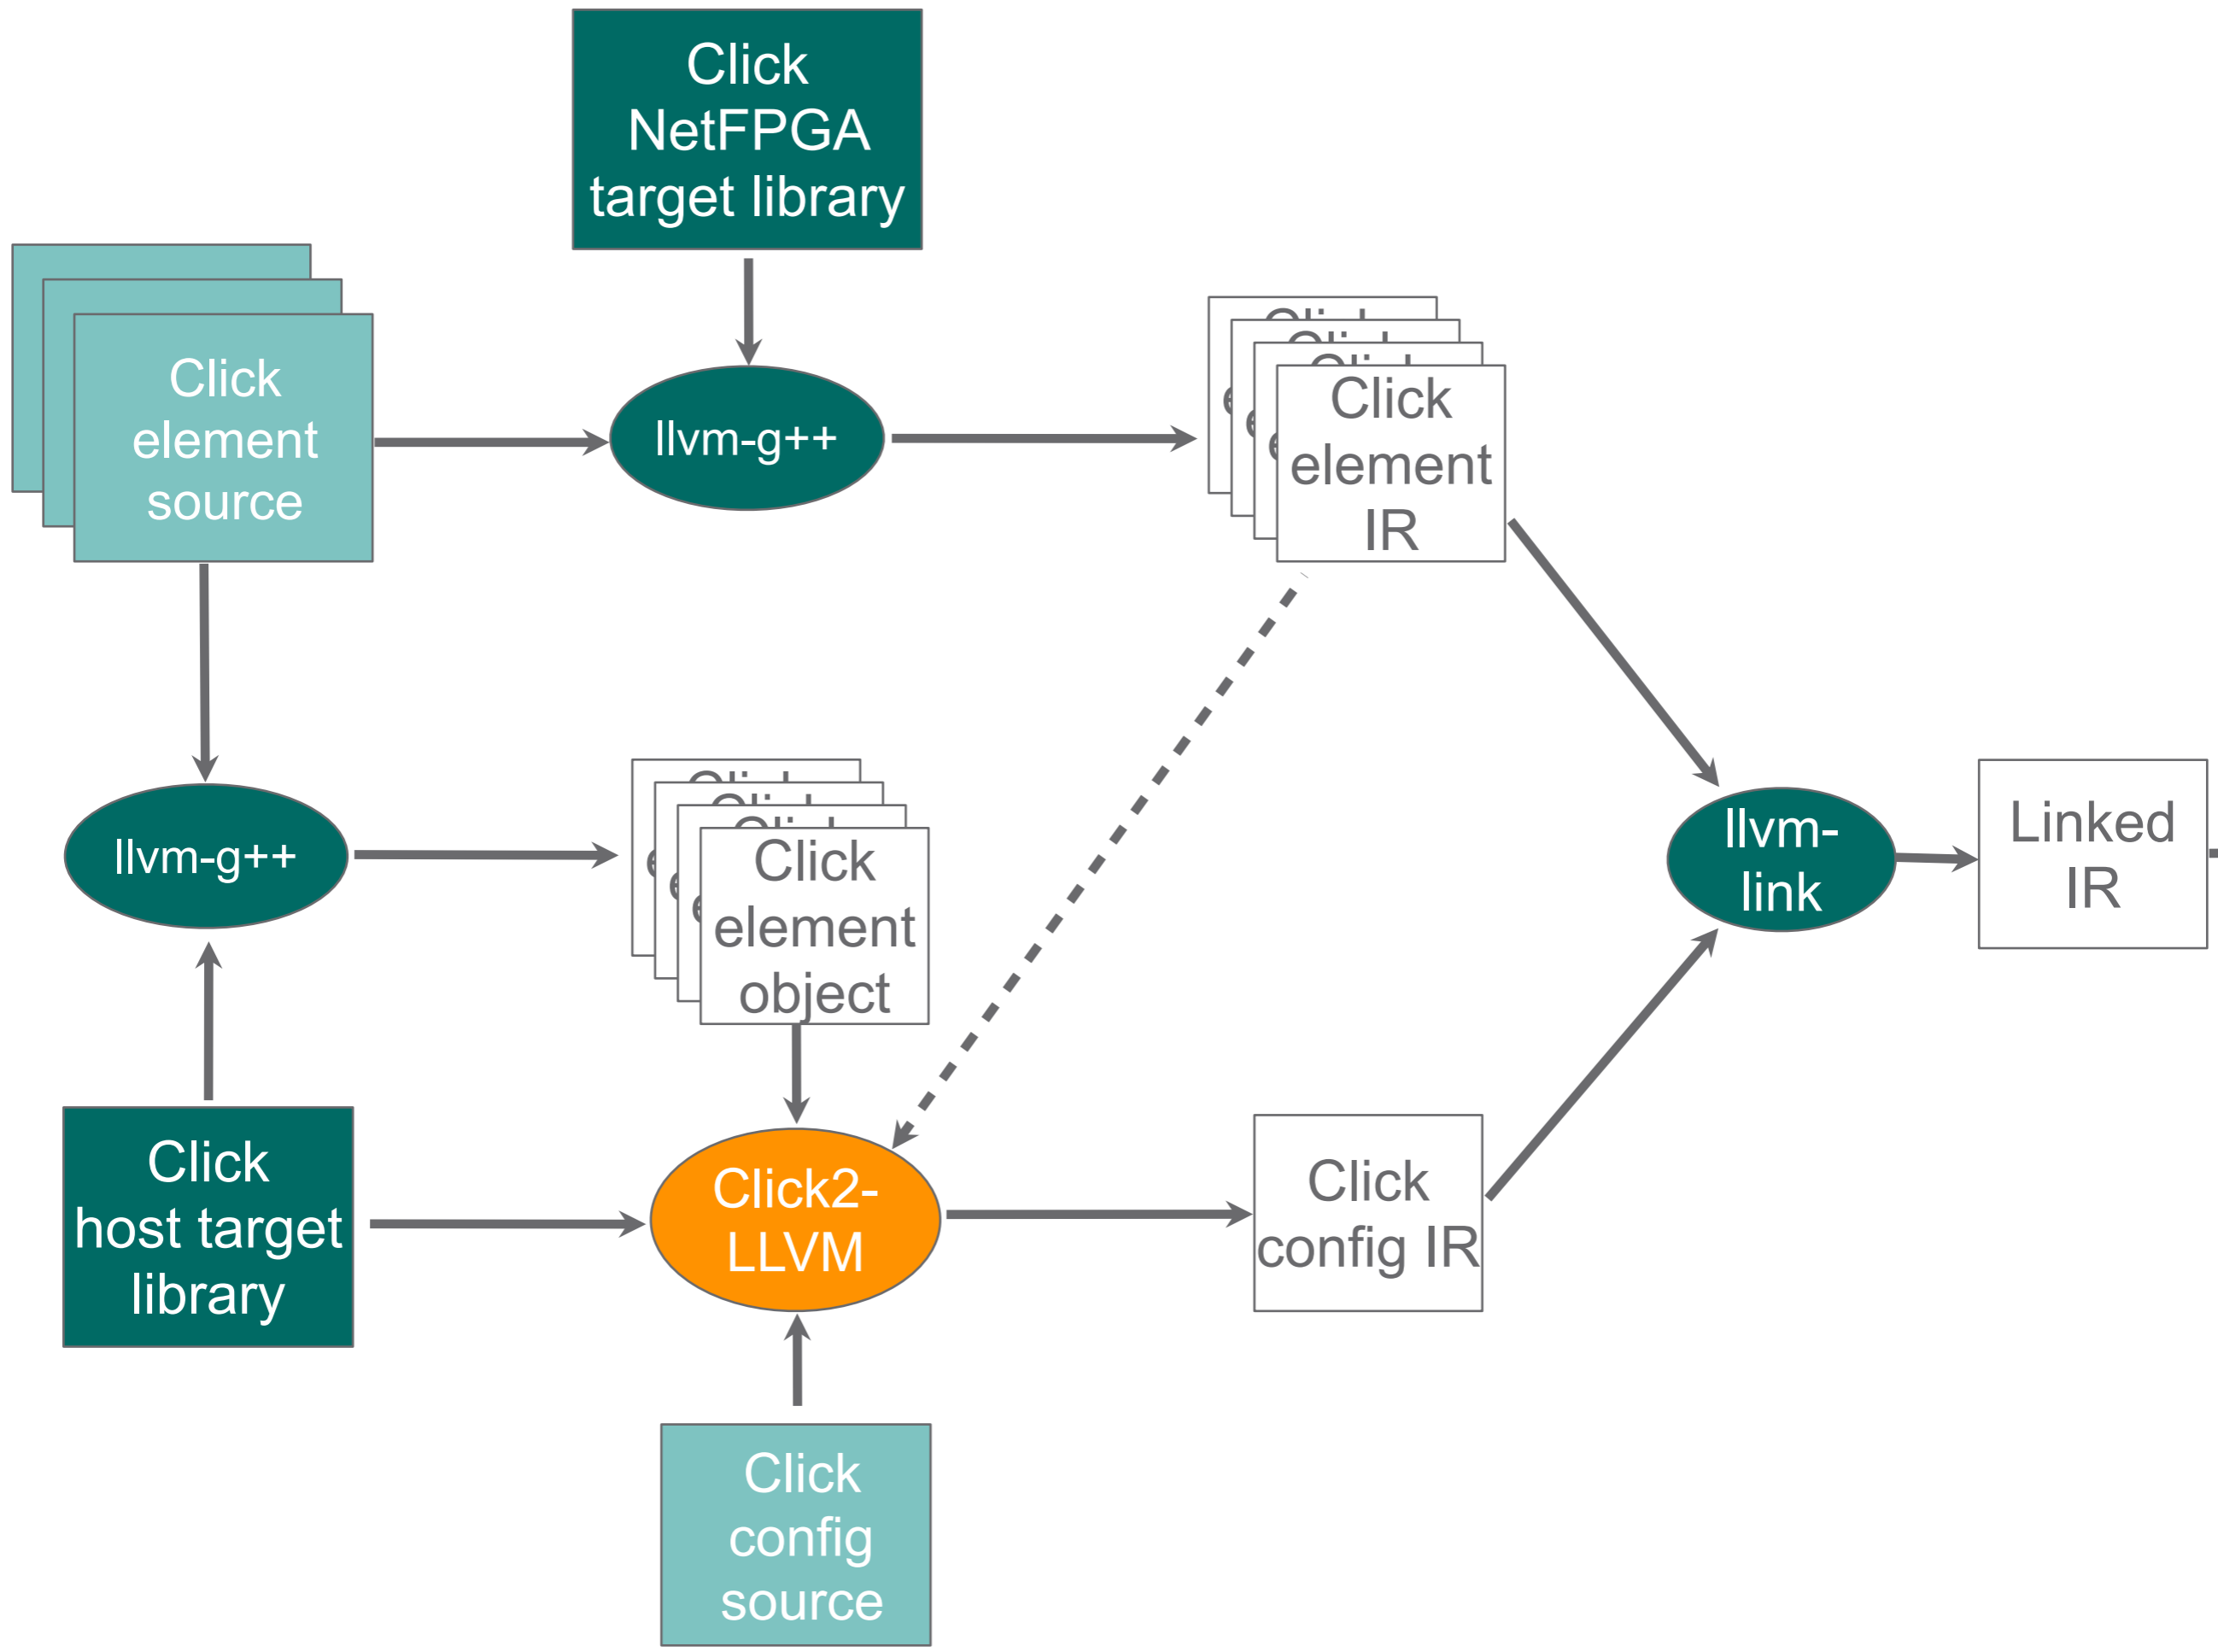 Click
NetFPGA
target library
Click
element
source
llvm-g++
Click
element
IR
llvm-g++
Click
element
object
llvm-
link
Linked
IR
Click
host target
library
Click2-
LLVM
Click
config IR
Click
config
source